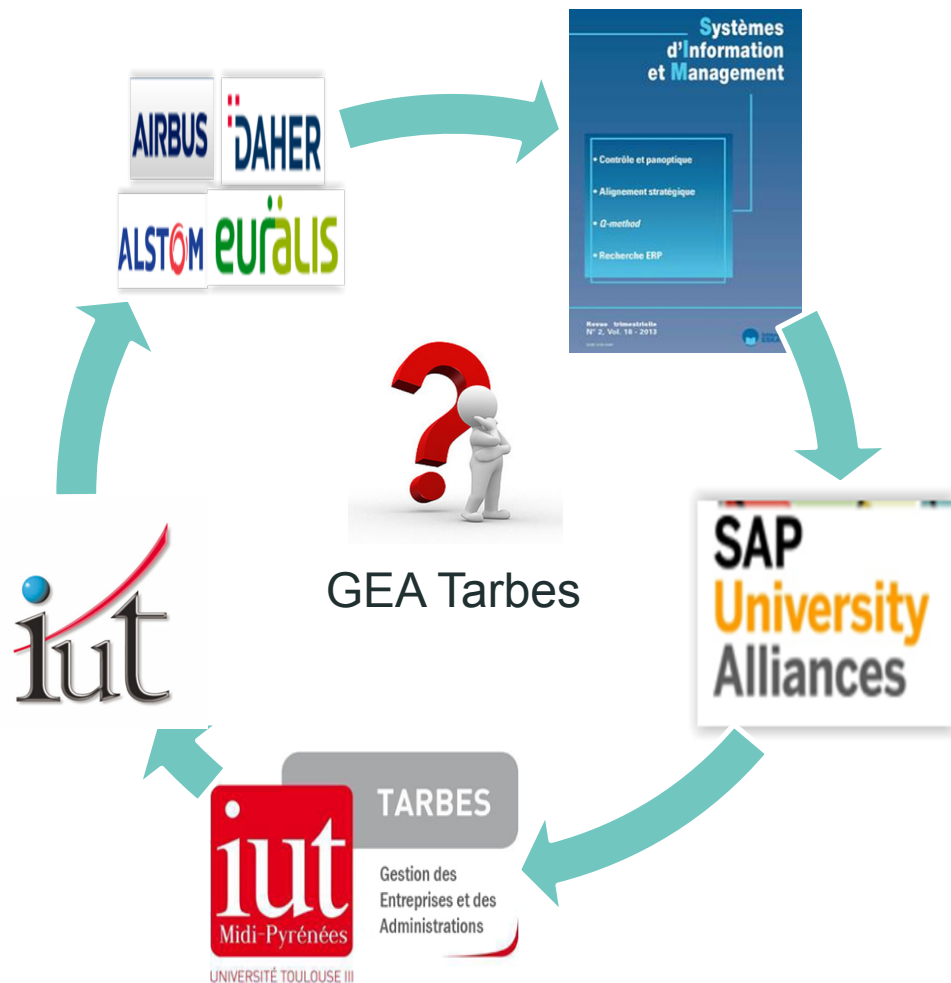 AIRBUS
DAHER
ALSTOM
euralis
Systèmes
d'Information
et Management
• Contrôle et panoptique
• Alignement stratégique
• Q-method
• Recherche ERP
Revue trimestrielle
N° 2, Vol. 18 - 2013
GEA Tarbes
SAP
University
Alliances
iut
iut
Midi-Pyrénées
UNIVERSITÉ TOULOUSE III
TARBES
Gestion des
Entreprises et des
Administrations